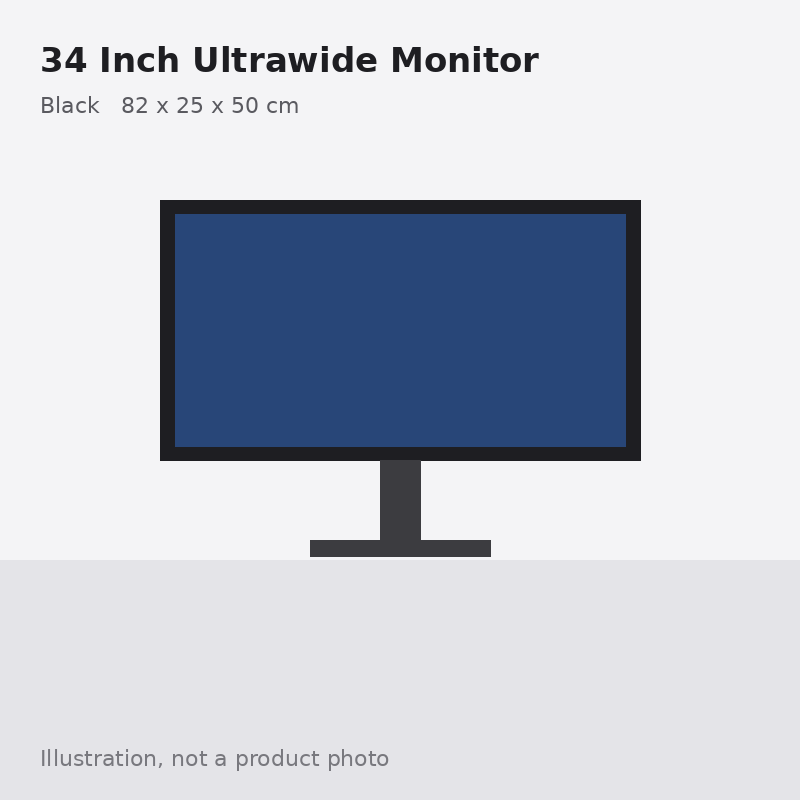 34 Inch Ultrawide Monitor
Black   82 x 25 x 50 cm
Illustration, not a product photo